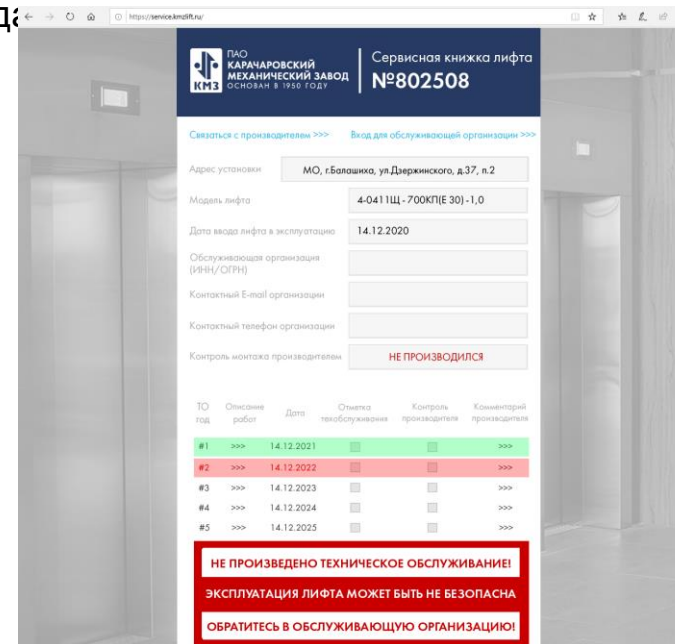 https://service.kmzlift.ru/
ПАО
КАРАЧАРОВСКИЙ
МЕХАНИЧЕСКИЙ ЗАВОД
ОСНОВАН В 1950 ГОДУ
КМЗ
Сервисная книжка лифта
№802508
Связаться с производителем >>> Вход для обслуживающей организации >>>
Адрес установки МО, г.Балашиха, ул.Дзержинского, д.37, п.2
Модель лифта 4-0411Щ - 700КП(Е 30) -1,0
Дата ввода лифта в эксплуатацию 14.12.2020
Обслуживающая организация
(ИНН/ОГРН)
Контактный E-mail организации
Контактный телефон организации
Контроль монтажа производителем НЕ ПРОИЗВОДИЛСЯ
ТО год Описание работ Дата Отметка техобслуживания Контроль производителя Комментарий производителя
#1 >>> 14.12.2021 >>>
#2 >>> 14.12.2022 >>>
#3 >>> 14.12.2023 >>>
#4 >>> 14.12.2024 >>>
#5 >>> 14.12.2025 >>>
НЕ ПРОИЗВЕДЕНО ТЕХНИЧЕСКОЕ ОБСЛУЖИВАНИЕ!
ЭКСПЛУАТАЦИЯ ЛИФТА МОЖЕТ БЫТЬ НЕ БЕЗОПАСНА
ОБРАТИТЕСЬ В ОБСЛУЖИВАЮЩУЮ ОРГАНИЗАЦИЮ!